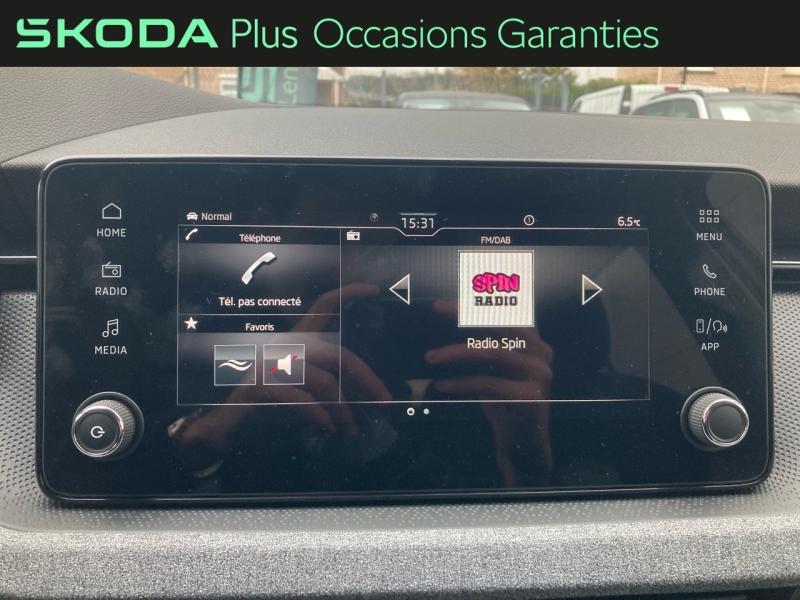 ŠKODA Plus Occasions Garanties
Normal
15:31
6.5°C
HOME
RADIO
MEDIA
Téléphone
Tél. pas connecté
Favoris
FM/DAB
SPIN
RADIO
Radio Spin
MENU
PHONE
APP